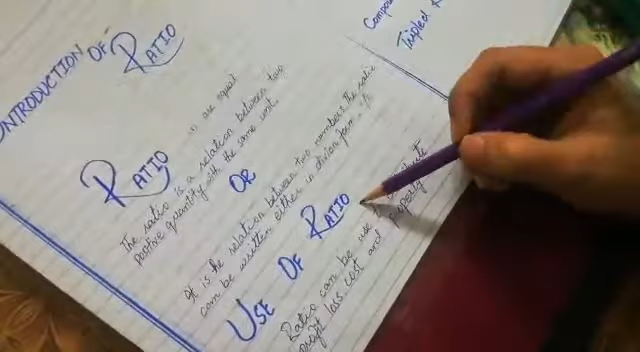 INTRODUCTION OF RATIO
RATIO
The ratio is a relation between two
positive quantity with the same unit.
are equal
OR
It is the relation between two numbers the ratio
can be written either in division form
USE OF RATIO
Ratio can be use
profit loss cost and property
Tripled